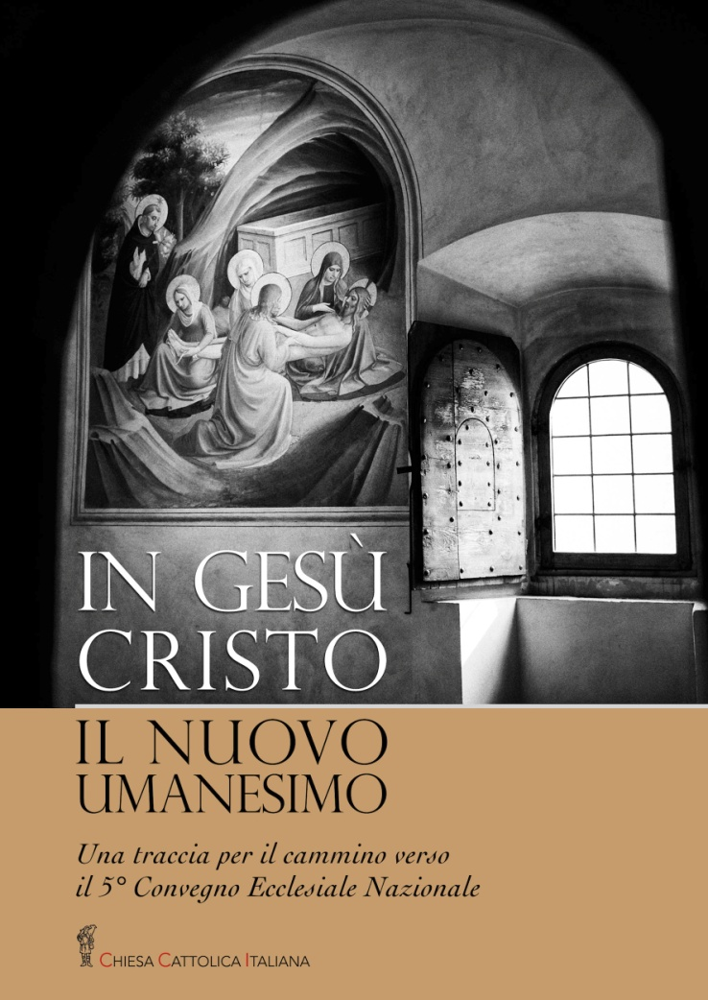 IN GESÙ
CRISTO
IL NUOVO
UMANESIMO
Una traccia per il cammino verso
il 5° Convegno Ecclesiale Nazionale
CHIESA CATTOLICA ITALIANA